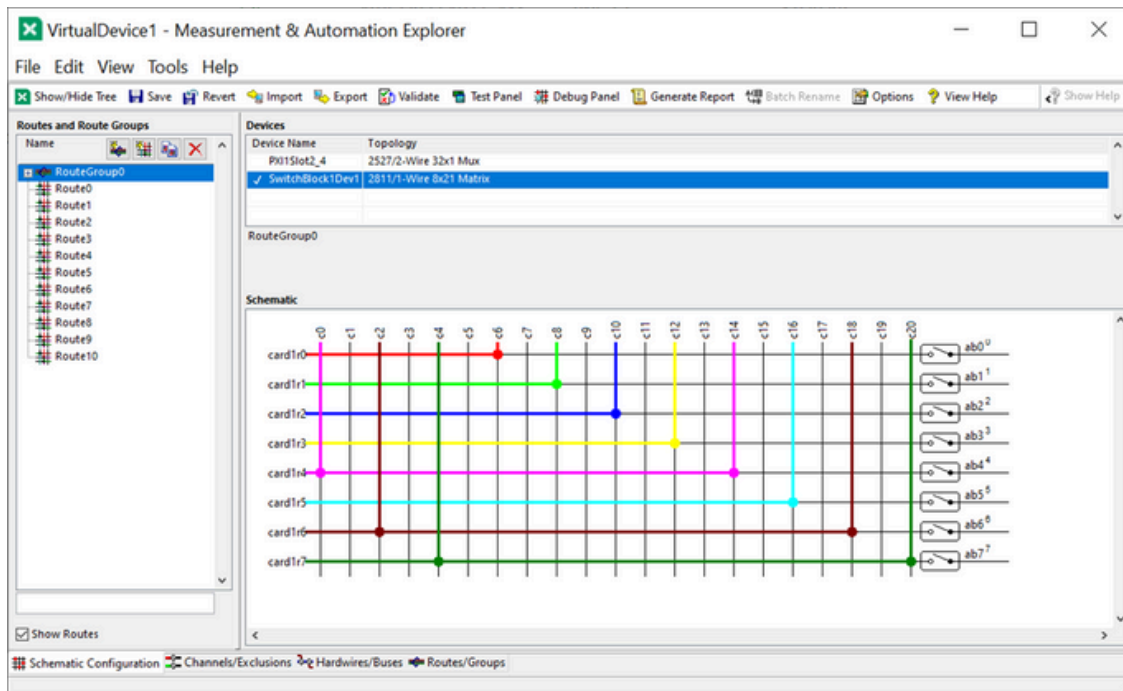 VirtualDevice1 - Measurement & Automation Explorer
File Edit View Tools Help
Show/Hide Tree Save Revert Import Export Validate Test Panel Debug Panel Generate Report Batch Rename Options View Help Show Help
Routes and Route Groups
Name
RouteGroup0
Route0
Route1
Route2
Route3
Route4
Route5
Route6
Route7
Route8
Route9
Route10
Show Routes
Devices
Device Name Topology
PXI1Slot2_4 2527/2-Wire 32x1 Mux
SwitchBlock1Dev1 2811/1-Wire 8x21 Matrix
RouteGroup0
Schematic
c0 c1 c2 c3 c4 c5 c6 c7 c8 c9 c10 c11 c12 c13 c14 c15 c16 c17 c18 c19 c20
card1r0 ab0 0
card1r1 ab1 1
card1r2 ab2 2
card1r3 ab3 3
card1r4 ab4 4
card1r5 ab5 5
card1r6 ab6 6
card1r7 ab7 7
Schematic Configuration Channels/Exclusions Hardwires/Buses Routes/Groups